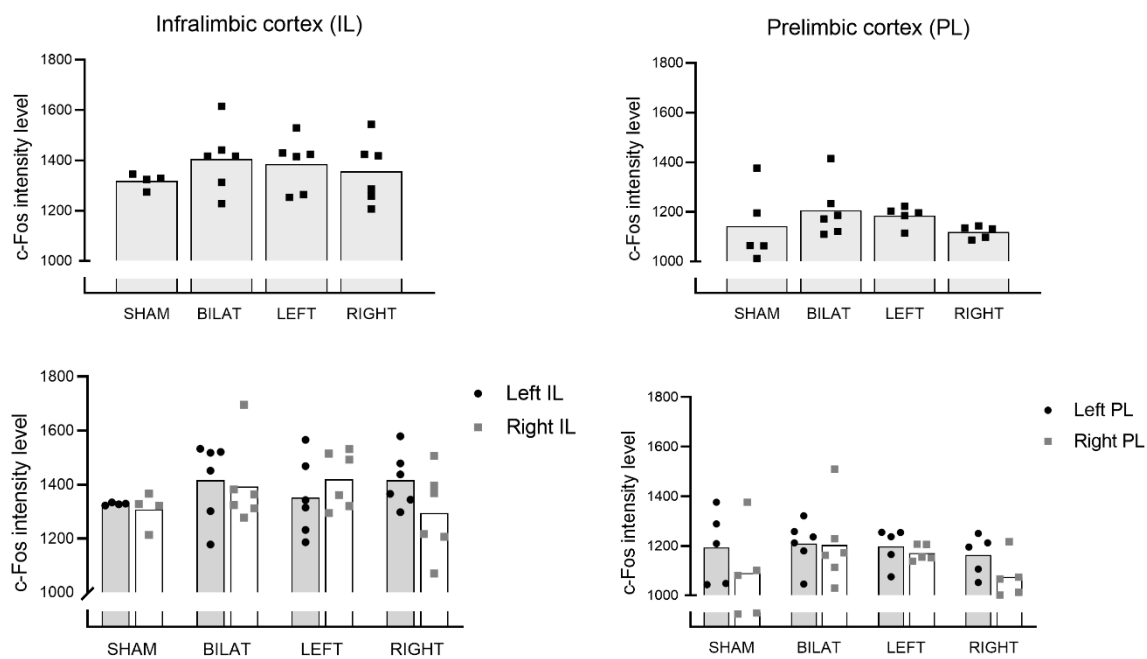 Infralimbic cortex (IL)
c-Fos intensity level
1800
1600
1400
1200
1000
SHAM BILAT LEFT RIGHT
Prelimbic cortex (PL)
c-Fos intensity level
1800
1600
1400
1200
1000
SHAM BILAT LEFT RIGHT
c-Fos intensity level
1800
1600
1400
1200
1000
SHAM BILAT LEFT RIGHT
Left IL
Right IL
c-Fos intensity level
1800
1600
1400
1200
1000
SHAM BILAT LEFT RIGHT
Left PL
Right PL